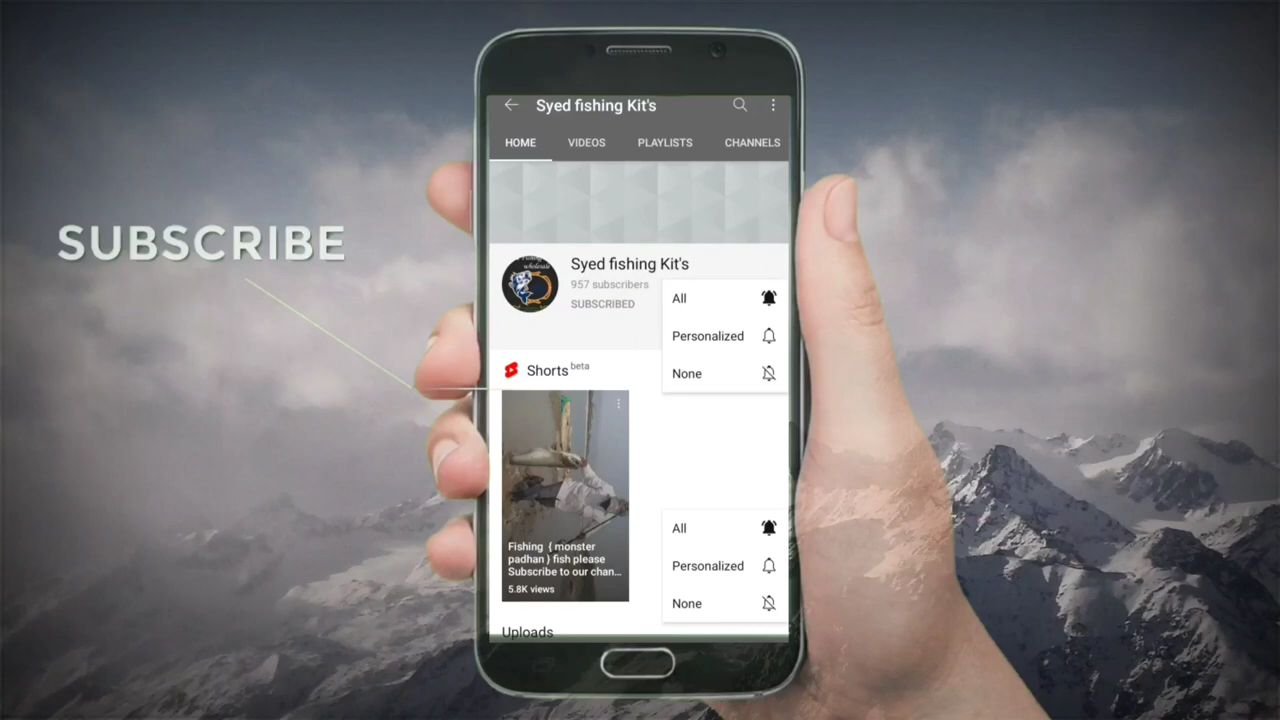 Syed fishing Kit's
HOME VIDEOS PLAYLISTS CHANNELS
SUBSCRIBE
wholesale
Syed fishing Kit's
957 subscribers
SUBSCRIBED
All
Personalized
None
Shorts beta
Fishing { monster
padhan } fish please
Subscribe to our chan...
5.8K views
All
Personalized
None
Uploads